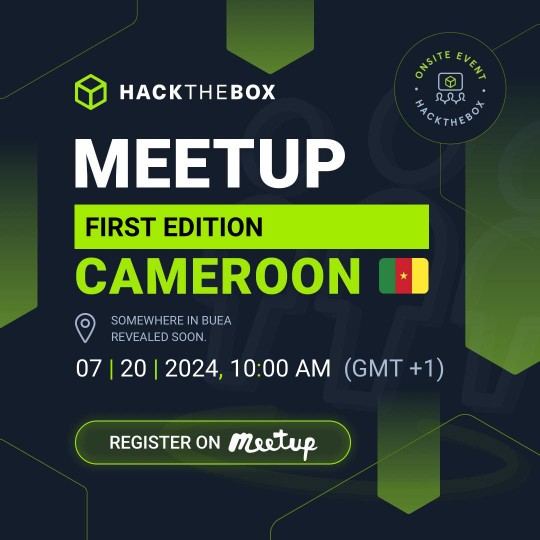 HACKTHEBOX
ONSITE EVENT
HACKTHEBOX
MEETUP
FIRST EDITION
CAMEROON
SOMEWHERE IN BUEA
REVEALED SOON.
07 | 20 | 2024, 10:00 AM (GMT +1)
REGISTER ON Meetup